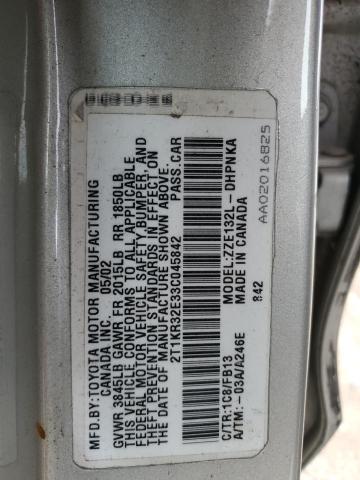 MFD.BY:TOYOTA MOTOR MANUFACTURING
CANADA INC. 05/02
GVWR 3845LB GAWR FR 2015LB RR 1850LB
THIS VEHICLE CONFORMS TO ALL APPLICABLE
FEDERAL MOTOR VEHICLE SAFETY, BUMPER, AND
THEFT PREVENTION STANDARDS IN EFFECT ON
THE DATE OF MANUFACTURE SHOWN ABOVE.
2T1KR32E33C045842 PASS.CAR
C/TR:1C8/FB13 MODEL:ZZE132L-
A/TM:-03A/A246E DHPNKA
MADE IN CANADA
842
AA02016825